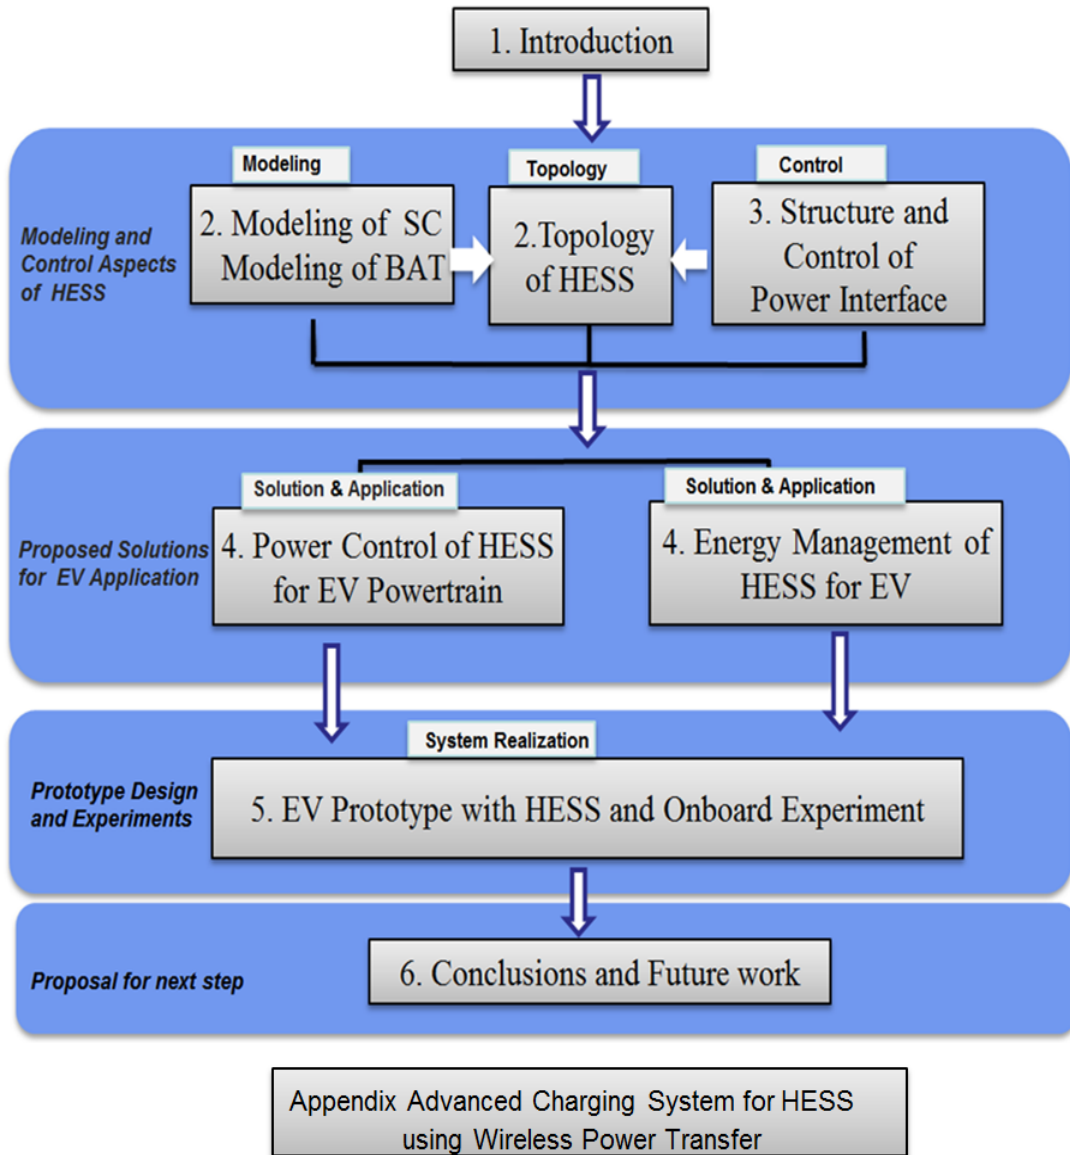 1. Introduction
Modeling
Topology
Control
Modeling and
Control Aspects
of HESS
2. Modeling of SC
Modeling of BAT
2.Topology
of HESS
3. Structure and
Control of
Power Interface
Proposed Solutions
for EV Application
Solution & Application
4. Power Control of HESS
for EV Powertrain
Solution & Application
4. Energy Management of
HESS for EV
Prototype Design
and Experiments
System Realization
5. EV Prototype with HESS and Onboard Experiment
Proposal for next step
6. Conclusions and Future work
Appendix Advanced Charging System for HESS
using Wireless Power Transfer